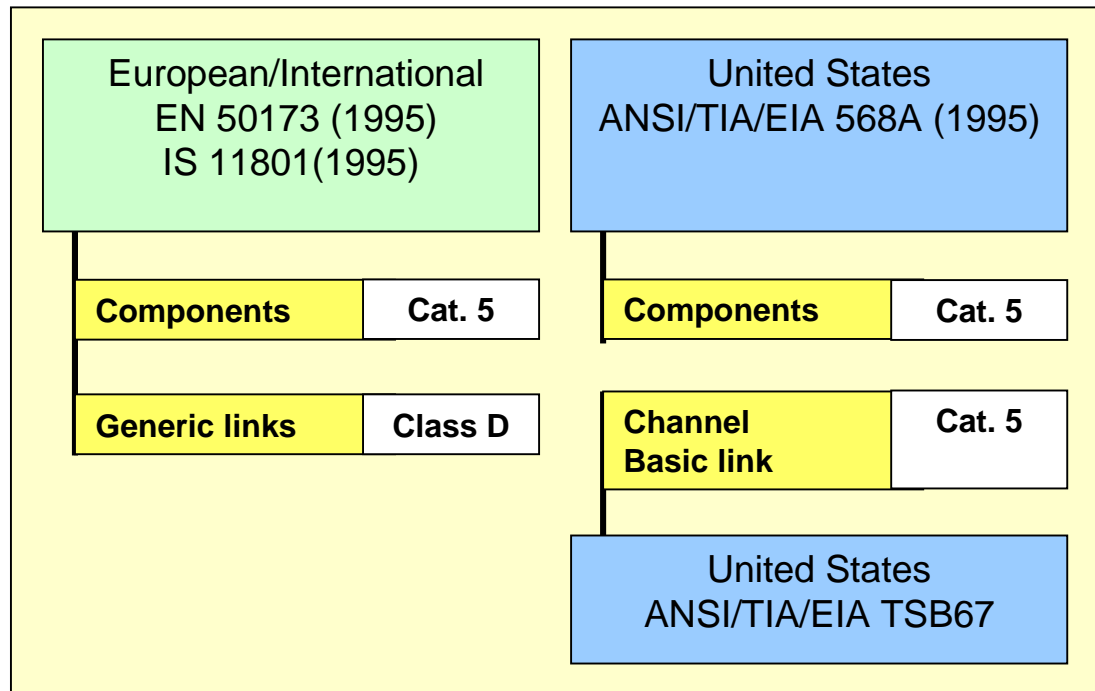 European/International
EN 50173 (1995)
IS 11801(1995)
Components
Cat. 5
Generic links
Class D
United States
ANSI/TIA/EIA 568A (1995)
Components
Cat. 5
Channel
Basic link
Cat. 5
United States
ANSI/TIA/EIA TSB67